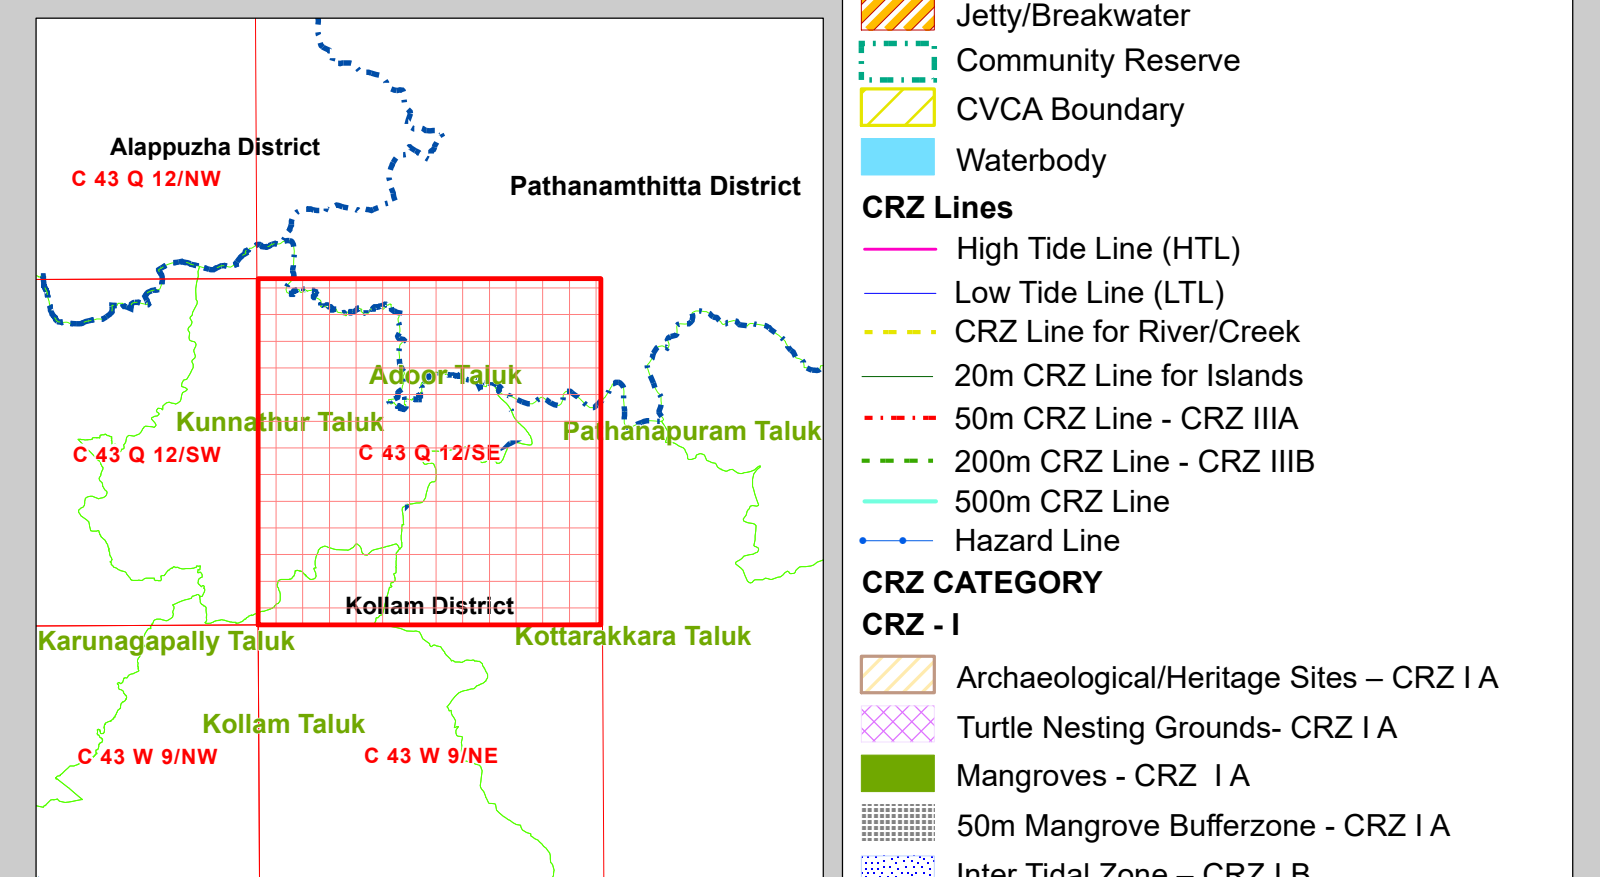 Alappuzha District
C 43 Q 12/NW
Pathanamthitta District
Adoor Taluk
Kunnathur Taluk
Pathanapuram Taluk
C 43 Q 12/SW
C 43 Q 12/SE
Kollam District
Karunagapally Taluk
Kottarakkara Taluk
Kollam Taluk
C 43 W 9/NW
C 43 W 9/NE
Jetty/Breakwater
Community Reserve
CVCA Boundary
Waterbody
CRZ Lines
High Tide Line (HTL)
Low Tide Line (LTL)
CRZ Line for River/Creek
20m CRZ Line for Islands
50m CRZ Line - CRZ IIIA
200m CRZ Line - CRZ IIIB
500m CRZ Line
Hazard Line
CRZ CATEGORY
CRZ - I
Archaeological/Heritage Sites – CRZ I A
Turtle Nesting Grounds- CRZ I A
Mangroves - CRZ I A
50m Mangrove Bufferzone - CRZ I A
Inter Tidal Zone – CRZ I B